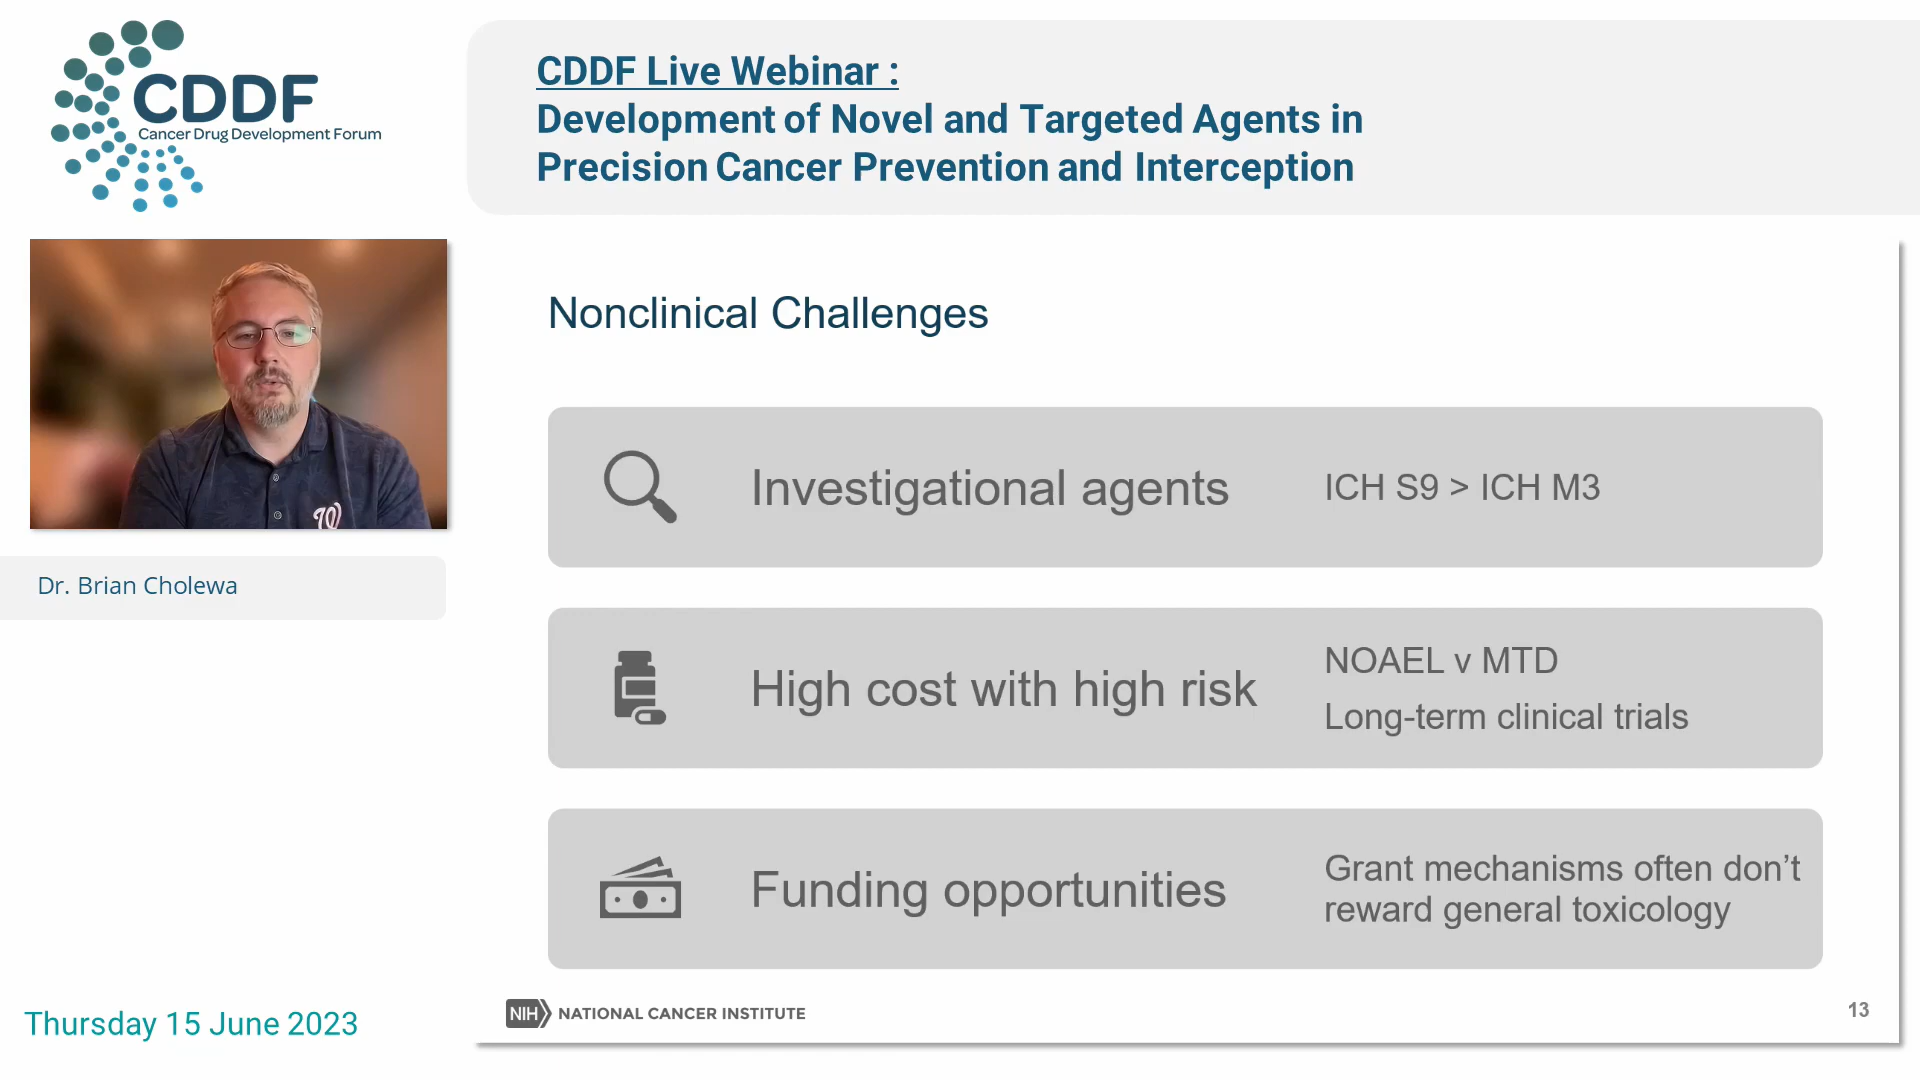 CDDF
Cancer Drug Development Forum
CDDF Live Webinar :
Development of Novel and Targeted Agents in
Precision Cancer Prevention and Interception
W
Dr. Brian Cholewa
Thursday 15 June 2023
Nonclinical Challenges
Investigational agents
ICH S9 > ICH M3
High cost with high risk
NOAEL v MTD
Long-term clinical trials
Funding opportunities
Grant mechanisms often don’t
reward general toxicology
NIH NATIONAL CANCER INSTITUTE
13